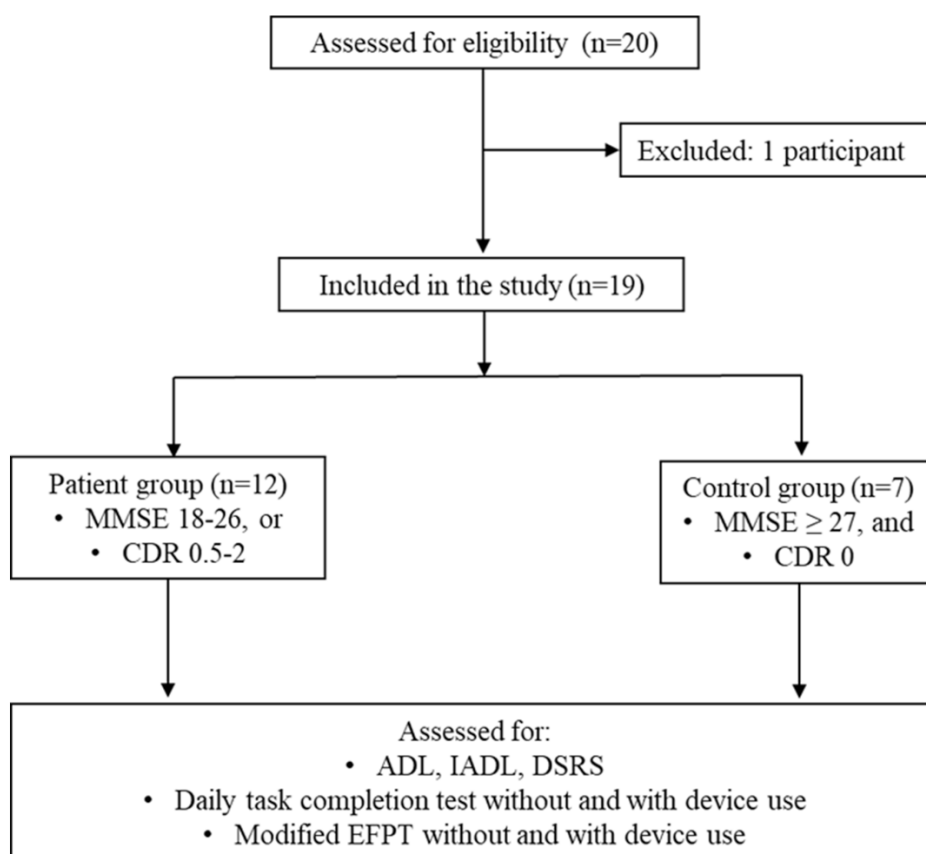 Assessed for eligibility (n=20)
Excluded: 1 participant
Included in the study (n=19)
Patient group (n=12)
• MMSE 18-26, or
• CDR 0.5-2
Control group (n=7)
• MMSE ≥ 27, and
• CDR 0
Assessed for:
• ADL, IADL, DSRS
• Daily task completion test without and with device use
• Modified EFPT without and with device use